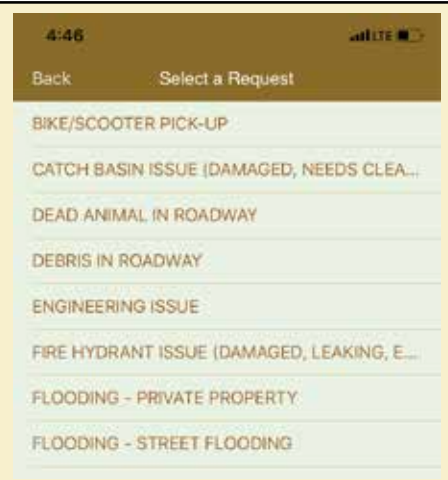 4:46
LTE
Back
Select a Request
BIKE/SCOOTER PICK-UP
CATCH BASIN ISSUE (DAMAGED, NEEDS CLEA...
DEAD ANIMAL IN ROADWAY
DEBRIS IN ROADWAY
ENGINEERING ISSUE
FIRE HYDRANT ISSUE (DAMAGED, LEAKING, E...
FLOODING - PRIVATE PROPERTY
FLOODING - STREET FLOODING